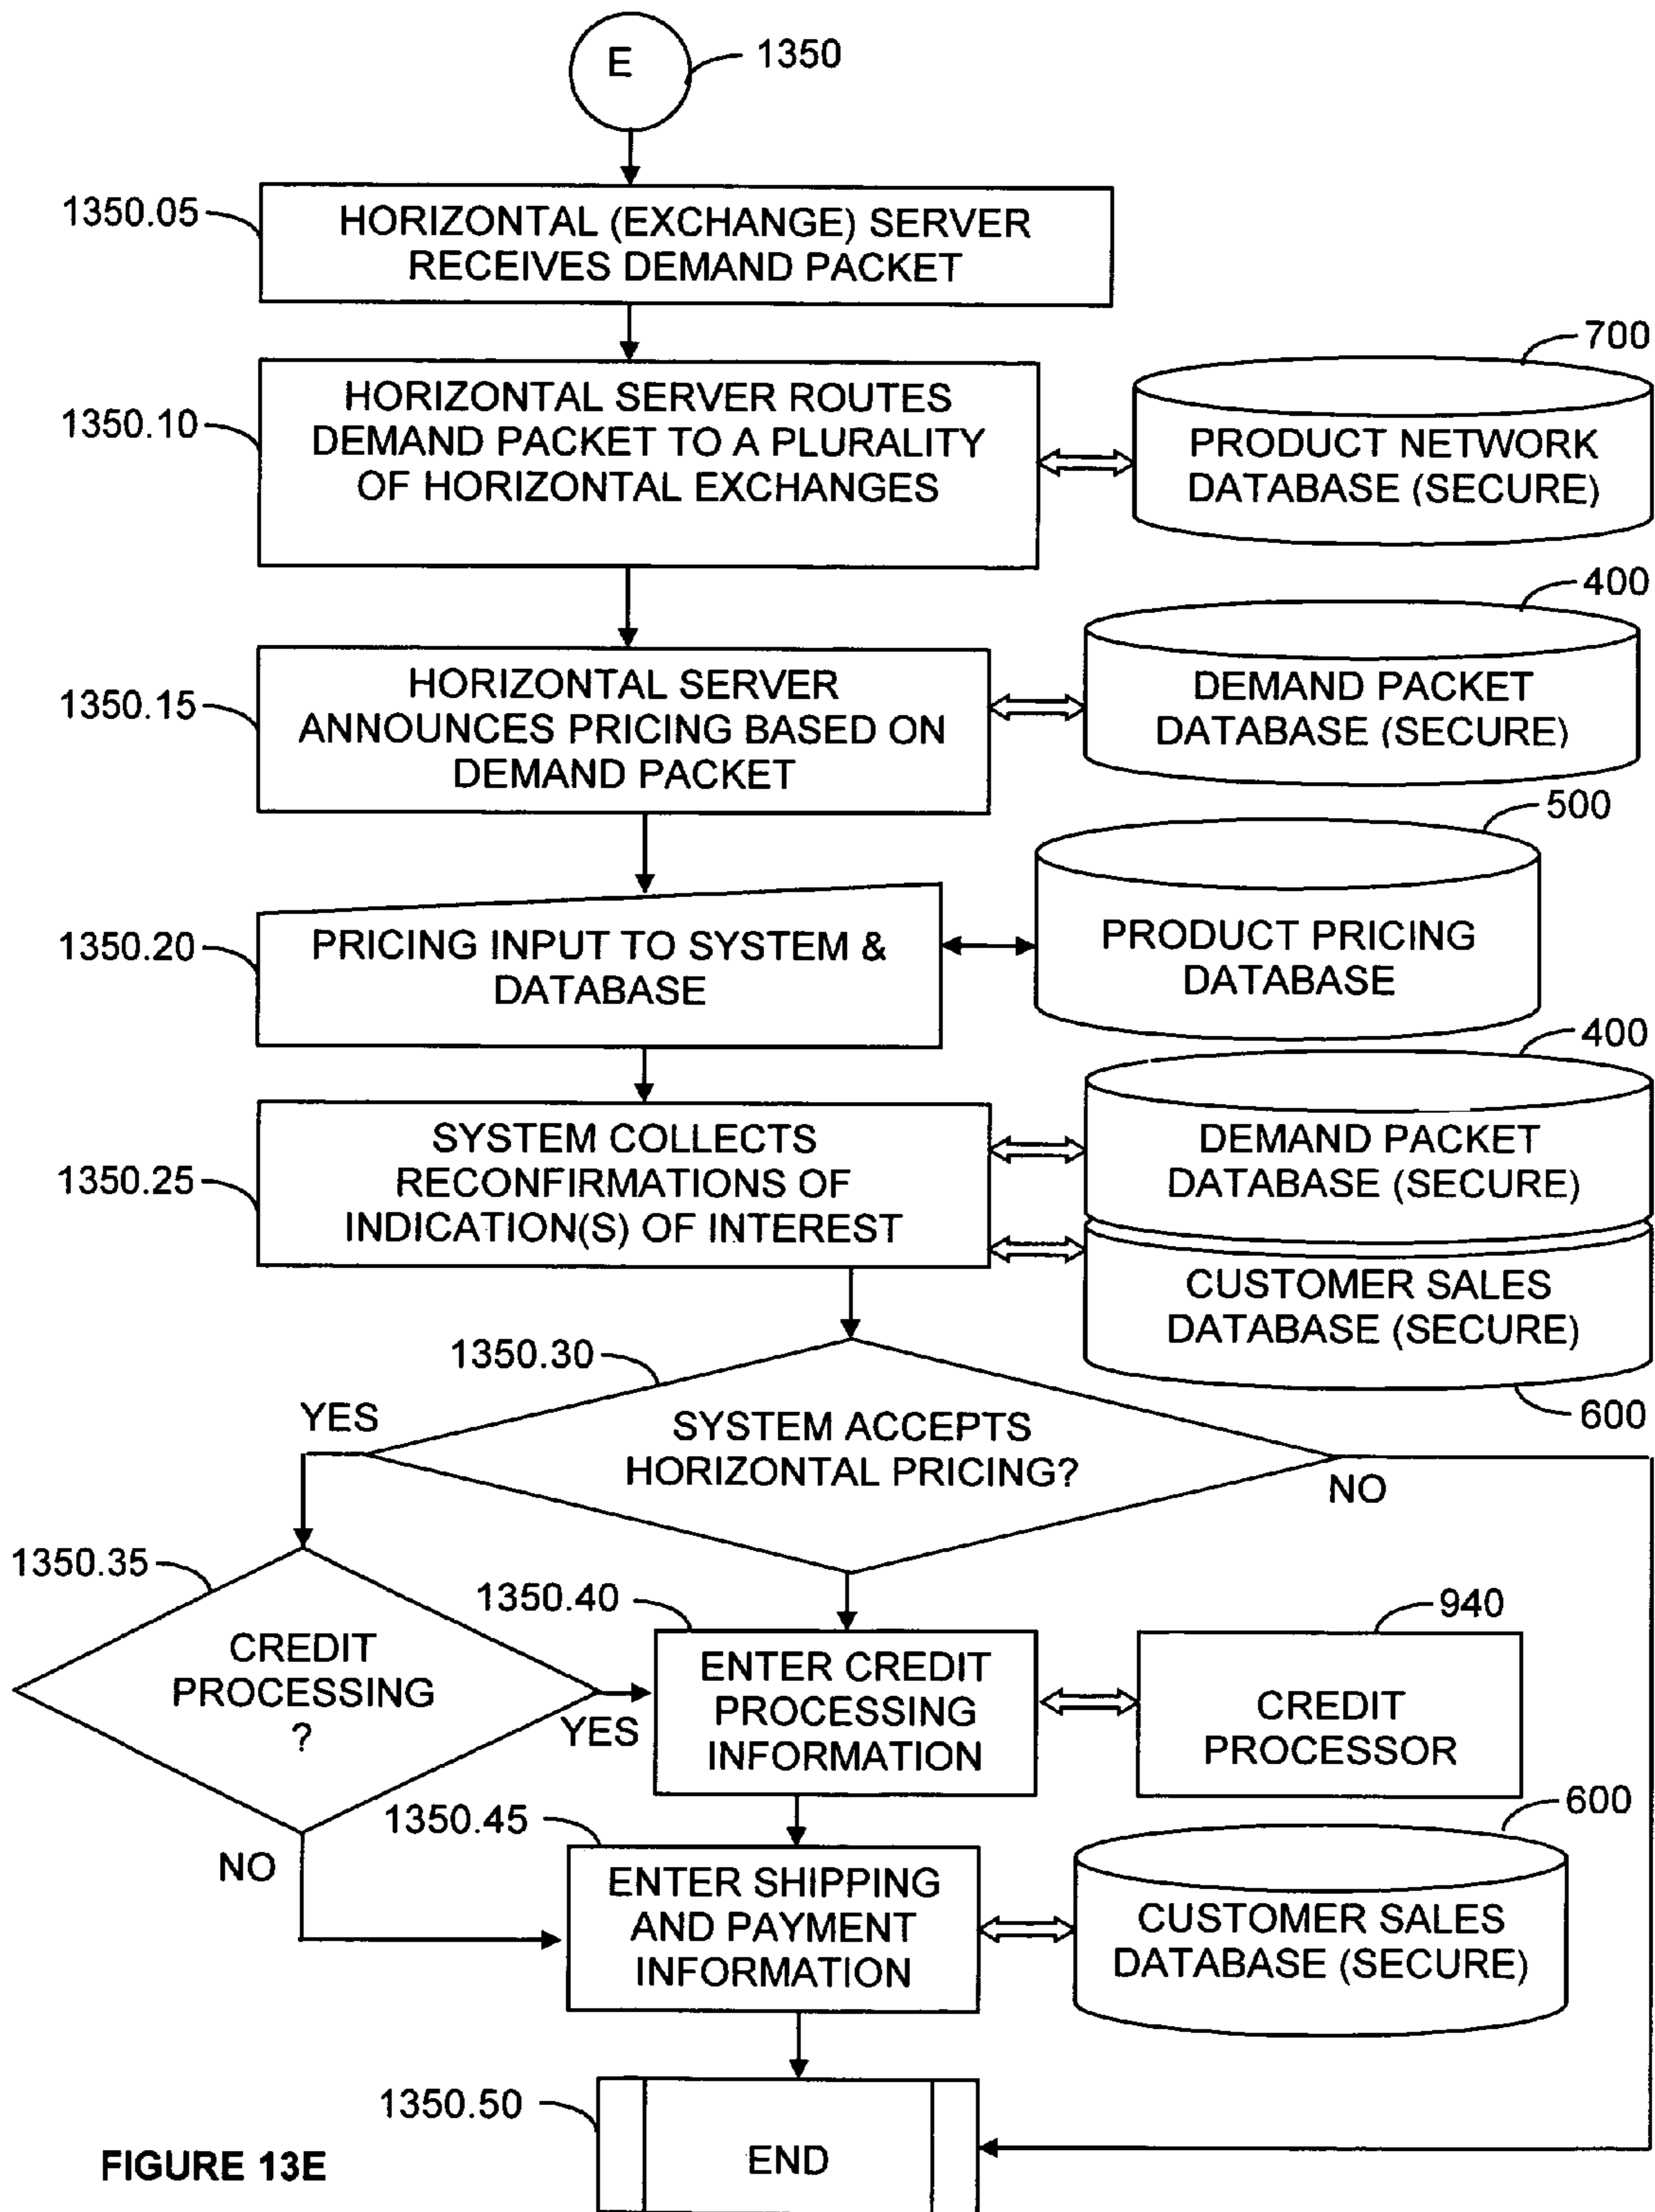 E
1350
1350.05
HORIZONTAL (EXCHANGE) SERVER
RECEIVES DEMAND PACKET
700
1350.10
HORIZONTAL SERVER ROUTES
DEMAND PACKET TO A PLURALITY
OF HORIZONTAL EXCHANGES
PRODUCT NETWORK
DATABASE (SECURE)
400
1350.15
HORIZONTAL SERVER
ANNOUNCES PRICING BASED ON
DEMAND PACKET
DEMAND PACKET
DATABASE (SECURE)
500
1350.20
PRICING INPUT TO SYSTEM &
DATABASE
PRODUCT PRICING
DATABASE
400
1350.25
SYSTEM COLLECTS
RECONFIRMATIONS OF
INDICATION(S) OF INTEREST
DEMAND PACKET
DATABASE (SECURE)
CUSTOMER SALES
DATABASE (SECURE)
600
1350.30
YES
SYSTEM ACCEPTS
HORIZONTAL PRICING?
NO
1350.35
CREDIT
PROCESSING
?
YES
NO
1350.40
ENTER CREDIT
PROCESSING
INFORMATION
940
CREDIT
PROCESSOR
1350.45
ENTER SHIPPING
AND PAYMENT
INFORMATION
600
CUSTOMER SALES
DATABASE (SECURE)
1350.50
END
FIGURE 13E